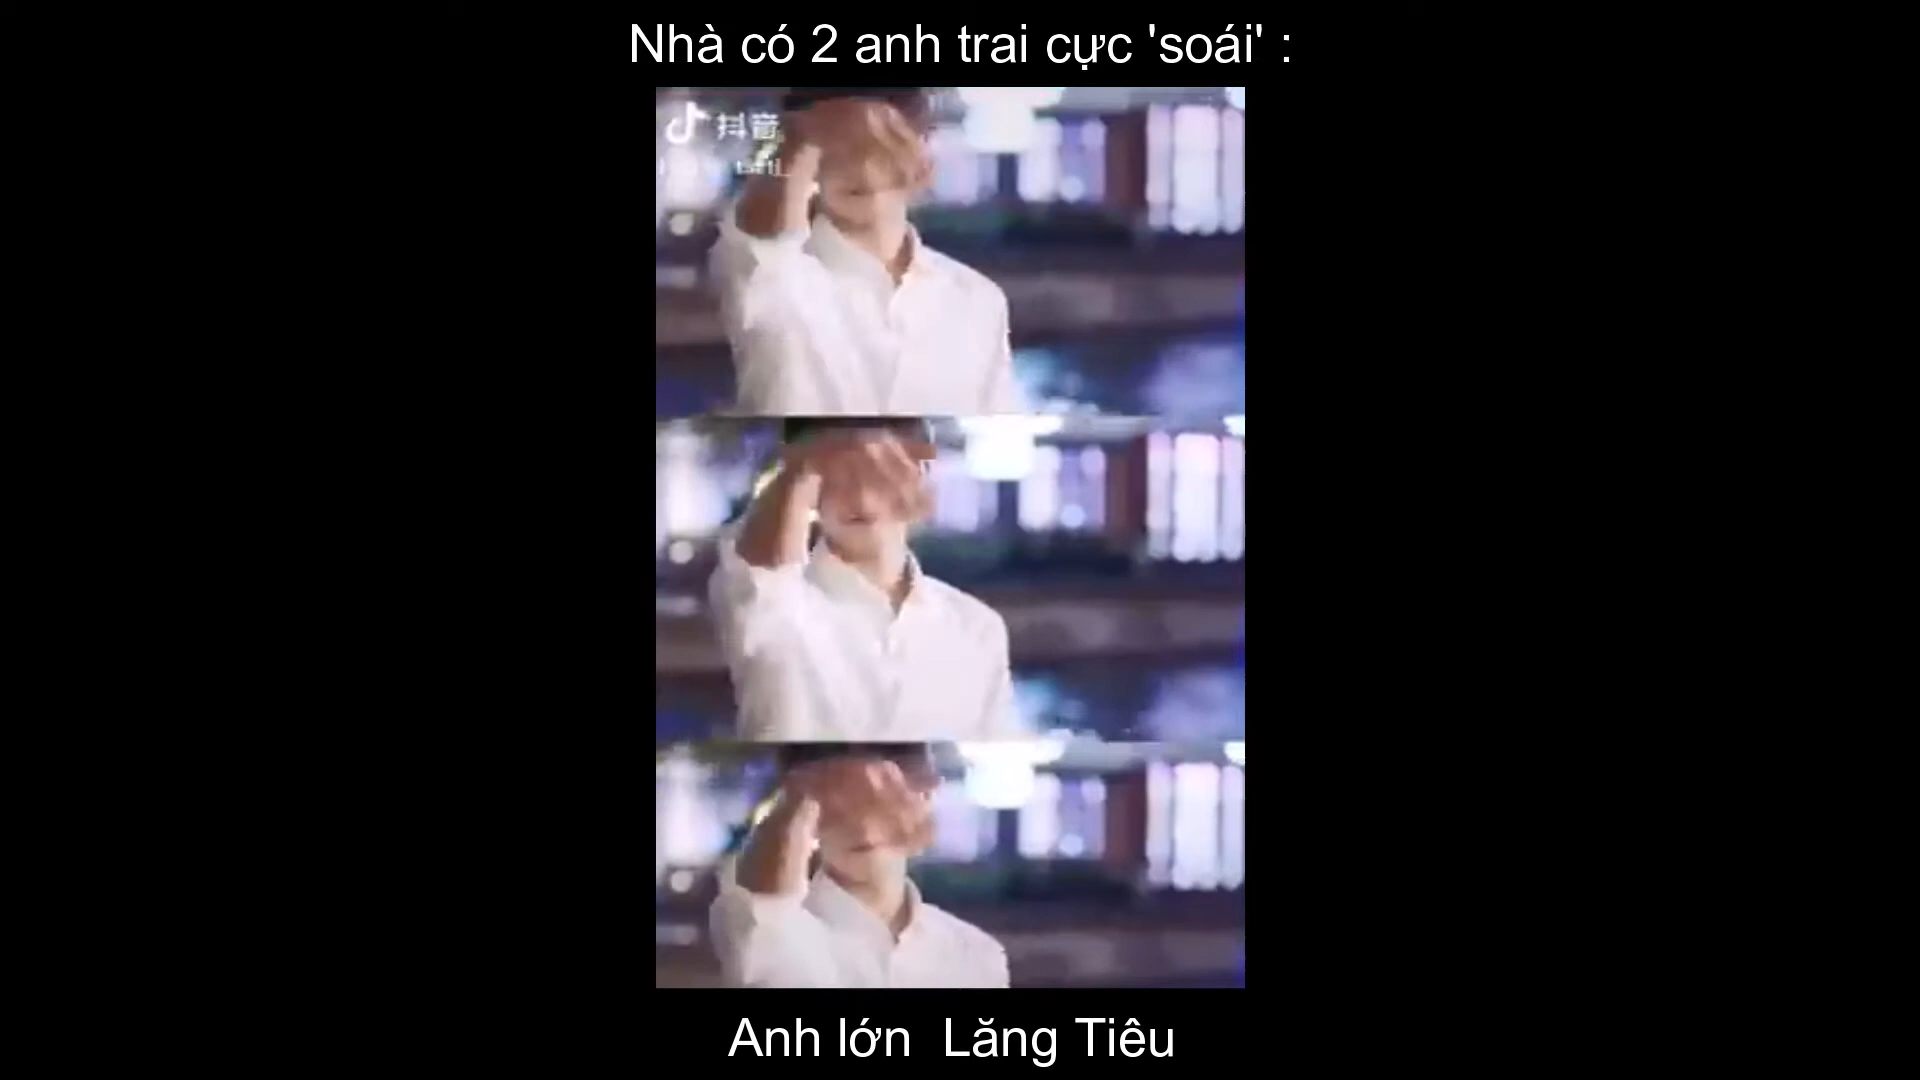 Nhà có 2 anh trai cực 'soái' :
抖音
Anh lớn  Lăng Tiêu